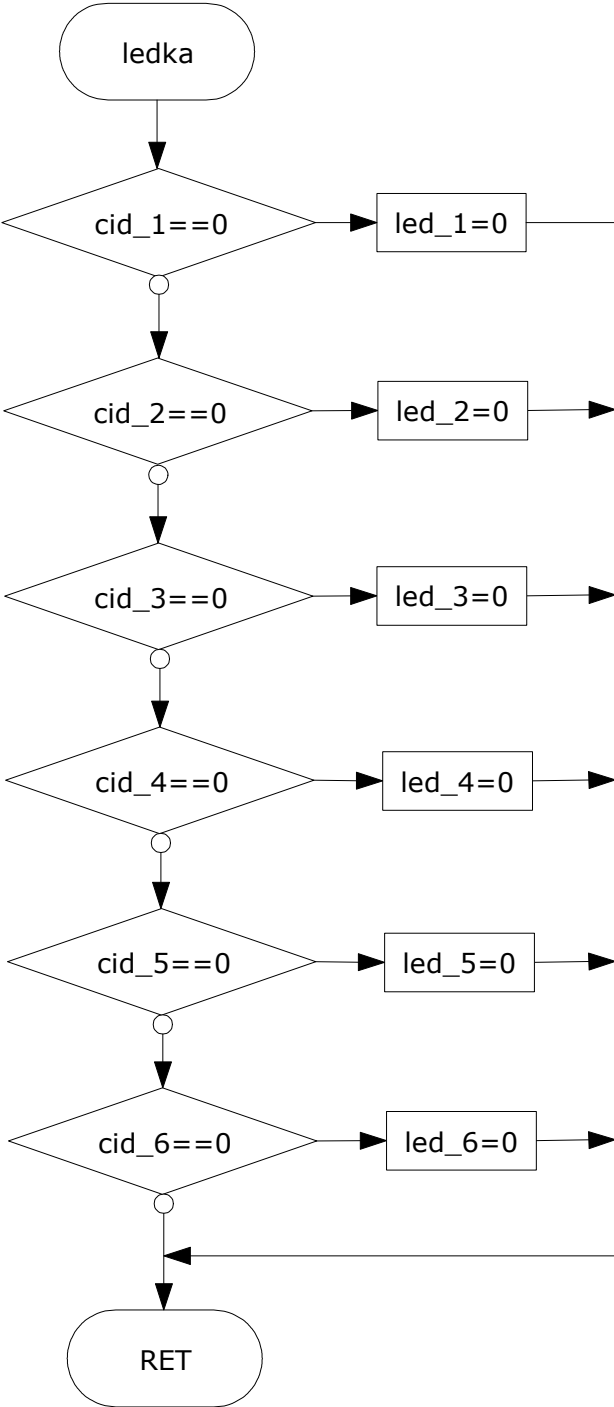 ledka
cid_1==0
led_1=0
cid_2==0
led_2=0
cid_3==0
led_3=0
cid_4==0
led_4=0
cid_5==0
led_5=0
cid_6==0
led_6=0
RET